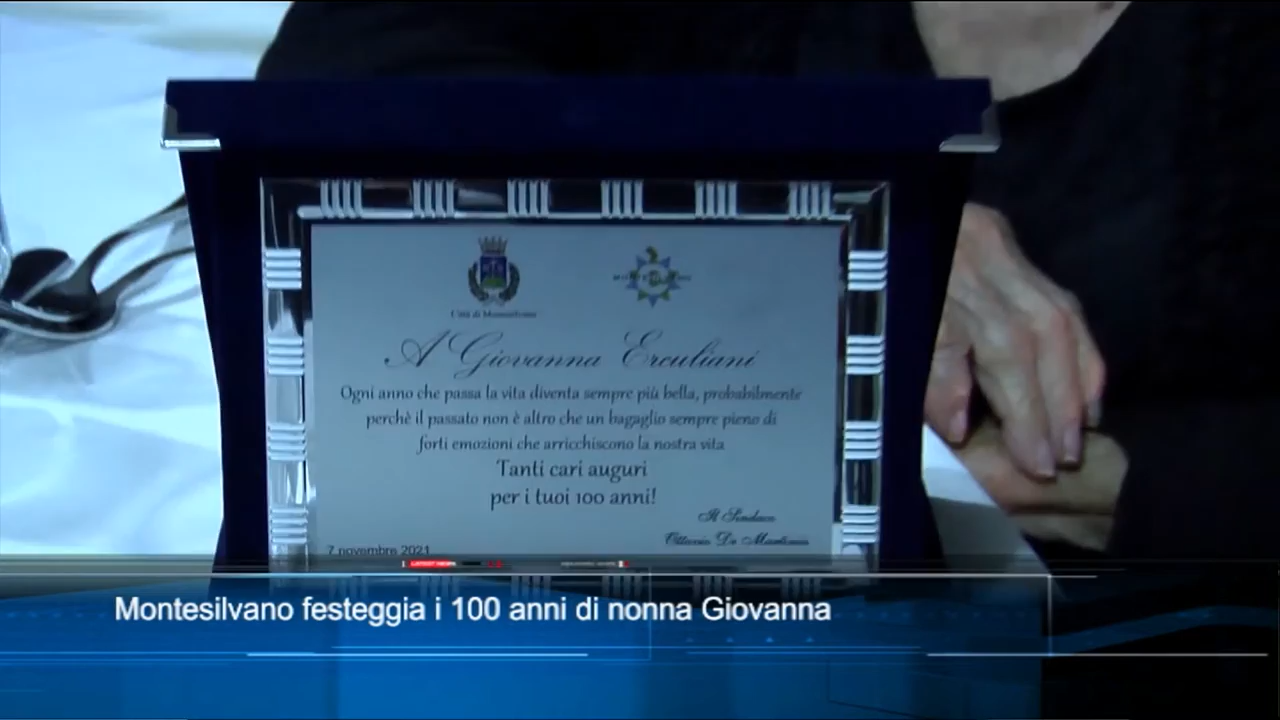 Città di Montesilvano
A Giovanna Erculiani
Ogni anno che passa la vita diventa sempre più bella, probabilmente
perchè il passato non è altro che un bagaglio sempre pieno di
forti emozioni che arricchiscono la nostra vita
Tanti cari auguri
per i tuoi 100 anni!
Il Sindaco
Ottavio De Martinis
7 novembre 2021
LATEST NEWS
Montesilvano festeggia i 100 anni di nonna Giovanna